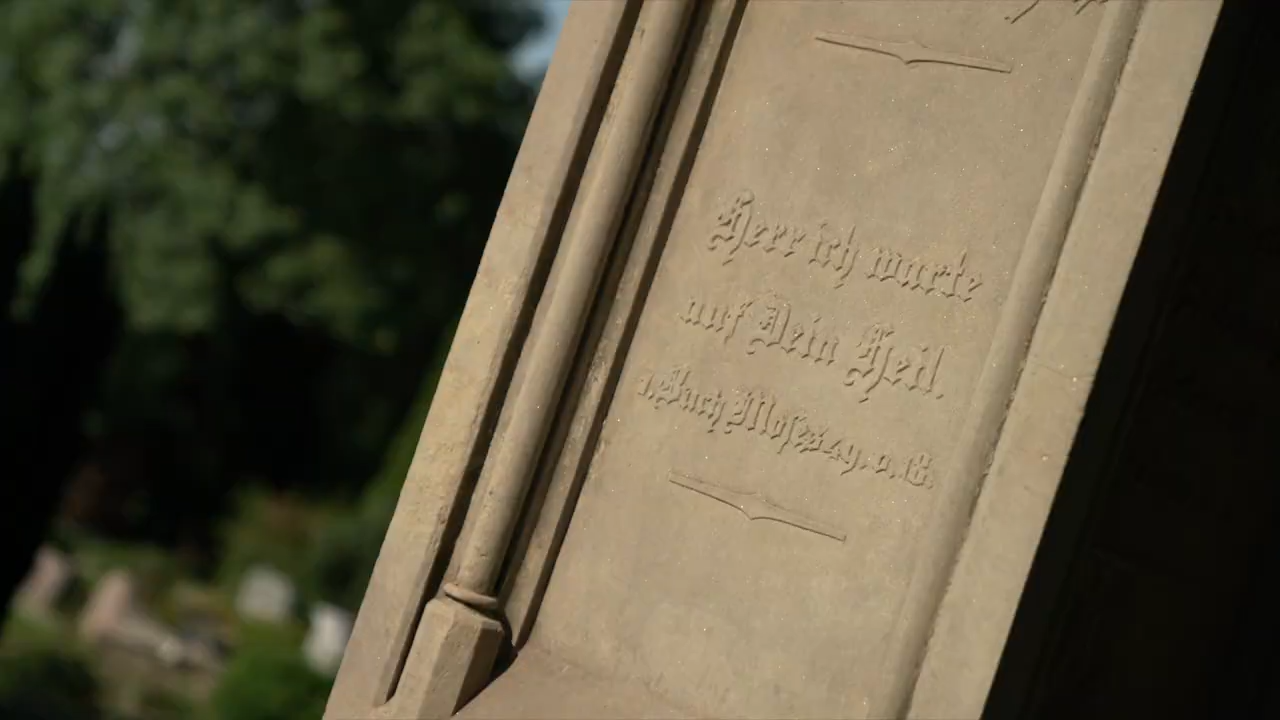 Herr ich warte
auf Dein Heil.
1. Buch Moses 49. v. 18.